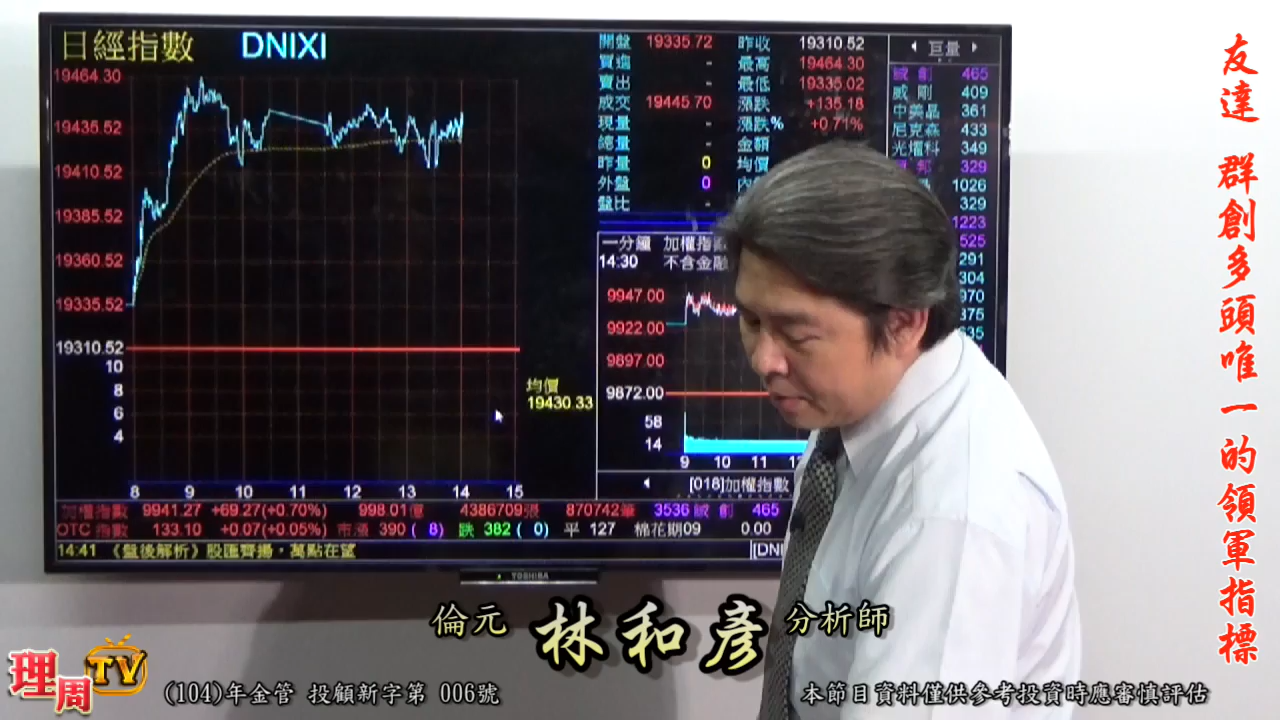 日經指數 DNIXI
19464.30
19435.52
19410.52
19385.52
19360.52
19335.52
19310.52
10
8
6
4
8 9 10 11 12 13 14 15
均價
19430.33
開盤 19335.72 昨收 19310.52
買進 - 最高 19464.30
賣出 - 最低 19335.02
成交 19445.70 漲跌 +135.18
現量 - 漲跌% +0.71%
總量 - 金額
昨量 0 均價
外盤 0 內
盤比 -
巨量
誠創 465
威剛 409
中美晶 361
尼克森 433
光燿科 349
329
1026
329
1223
525
291
304
970
375
635
一分鐘 加權指
14:30 不含金融
9947.00
9922.00
9897.00
9872.00
58
14
9 10 11
[018]加權指數
加權指數 9941.27 +69.27(+0.70%) 998.01億 4386709張 870742筆 3536 誠創 465
OTC指數 133.10 +0.07(+0.05%) 市漲 390 ( 8) 跌 382 ( 0) 平 127 棉花期09 0.00
14:41 《盤後解析》股匯齊揚，萬點在望 [DNI
TOSHIBA
友達 群創多頭唯一的領軍指標
倫元 林和彥 分析師
理周TV
(104)年金管 投顧新字第 006號
本節目資料僅供參考投資時應審慎評估